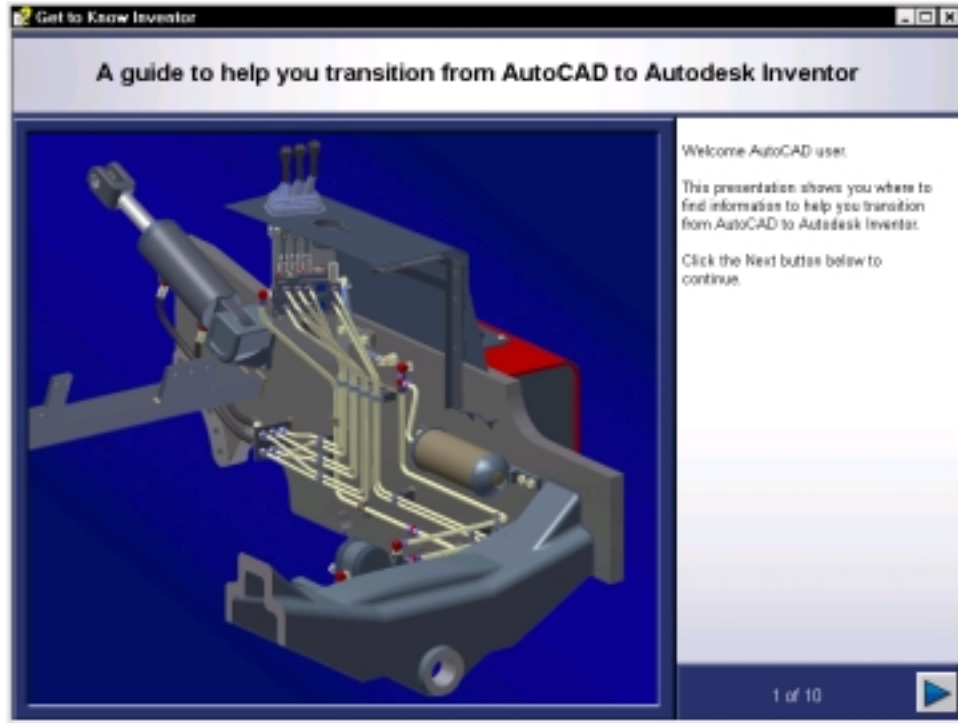 Get to Know Inventor
A guide to help you transition from AutoCAD to Autodesk Inventor
Welcome AutoCAD user.
This presentation shows you where to
find information to help you transition
from AutoCAD to Autodesk Inventor.
Click the Next button below to
continue.
1 of 10